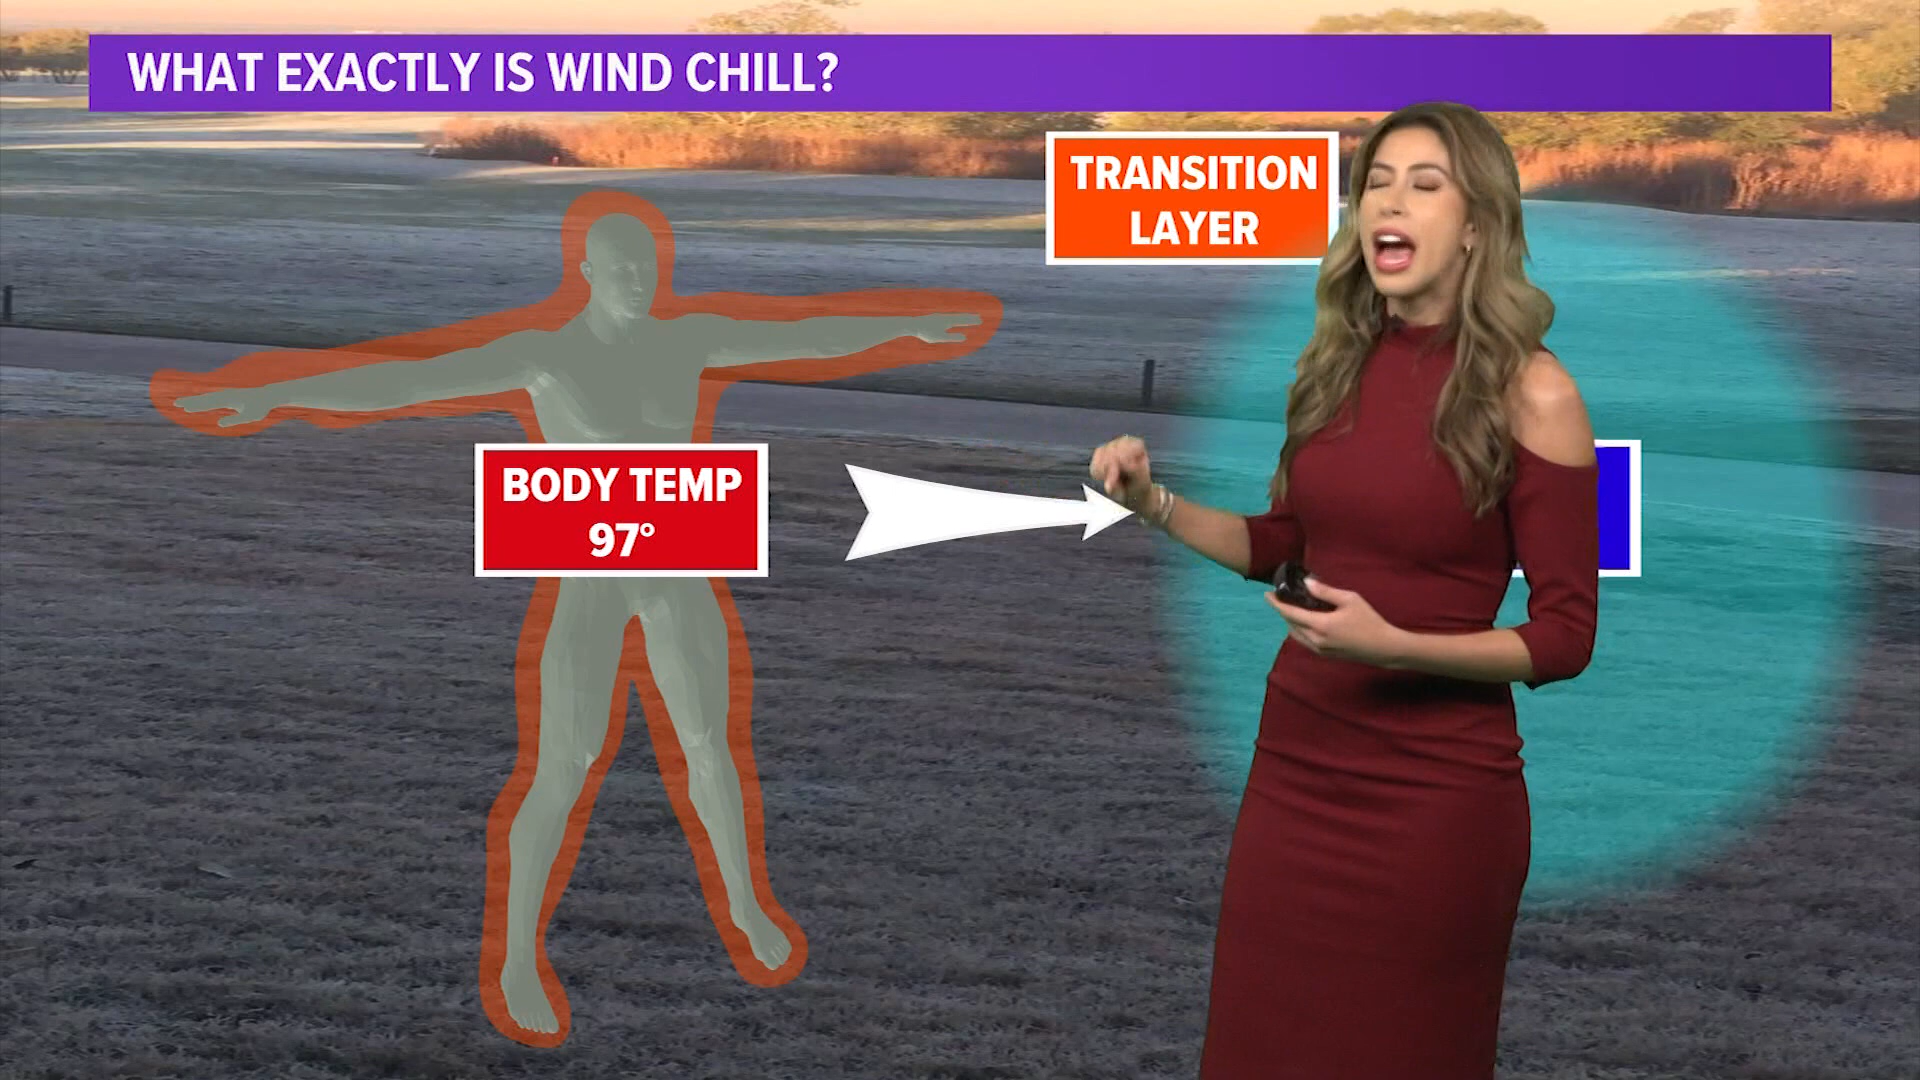 WHAT EXACTLY IS WIND CHILL?
TRANSITION
LAYER
BODY TEMP
97°